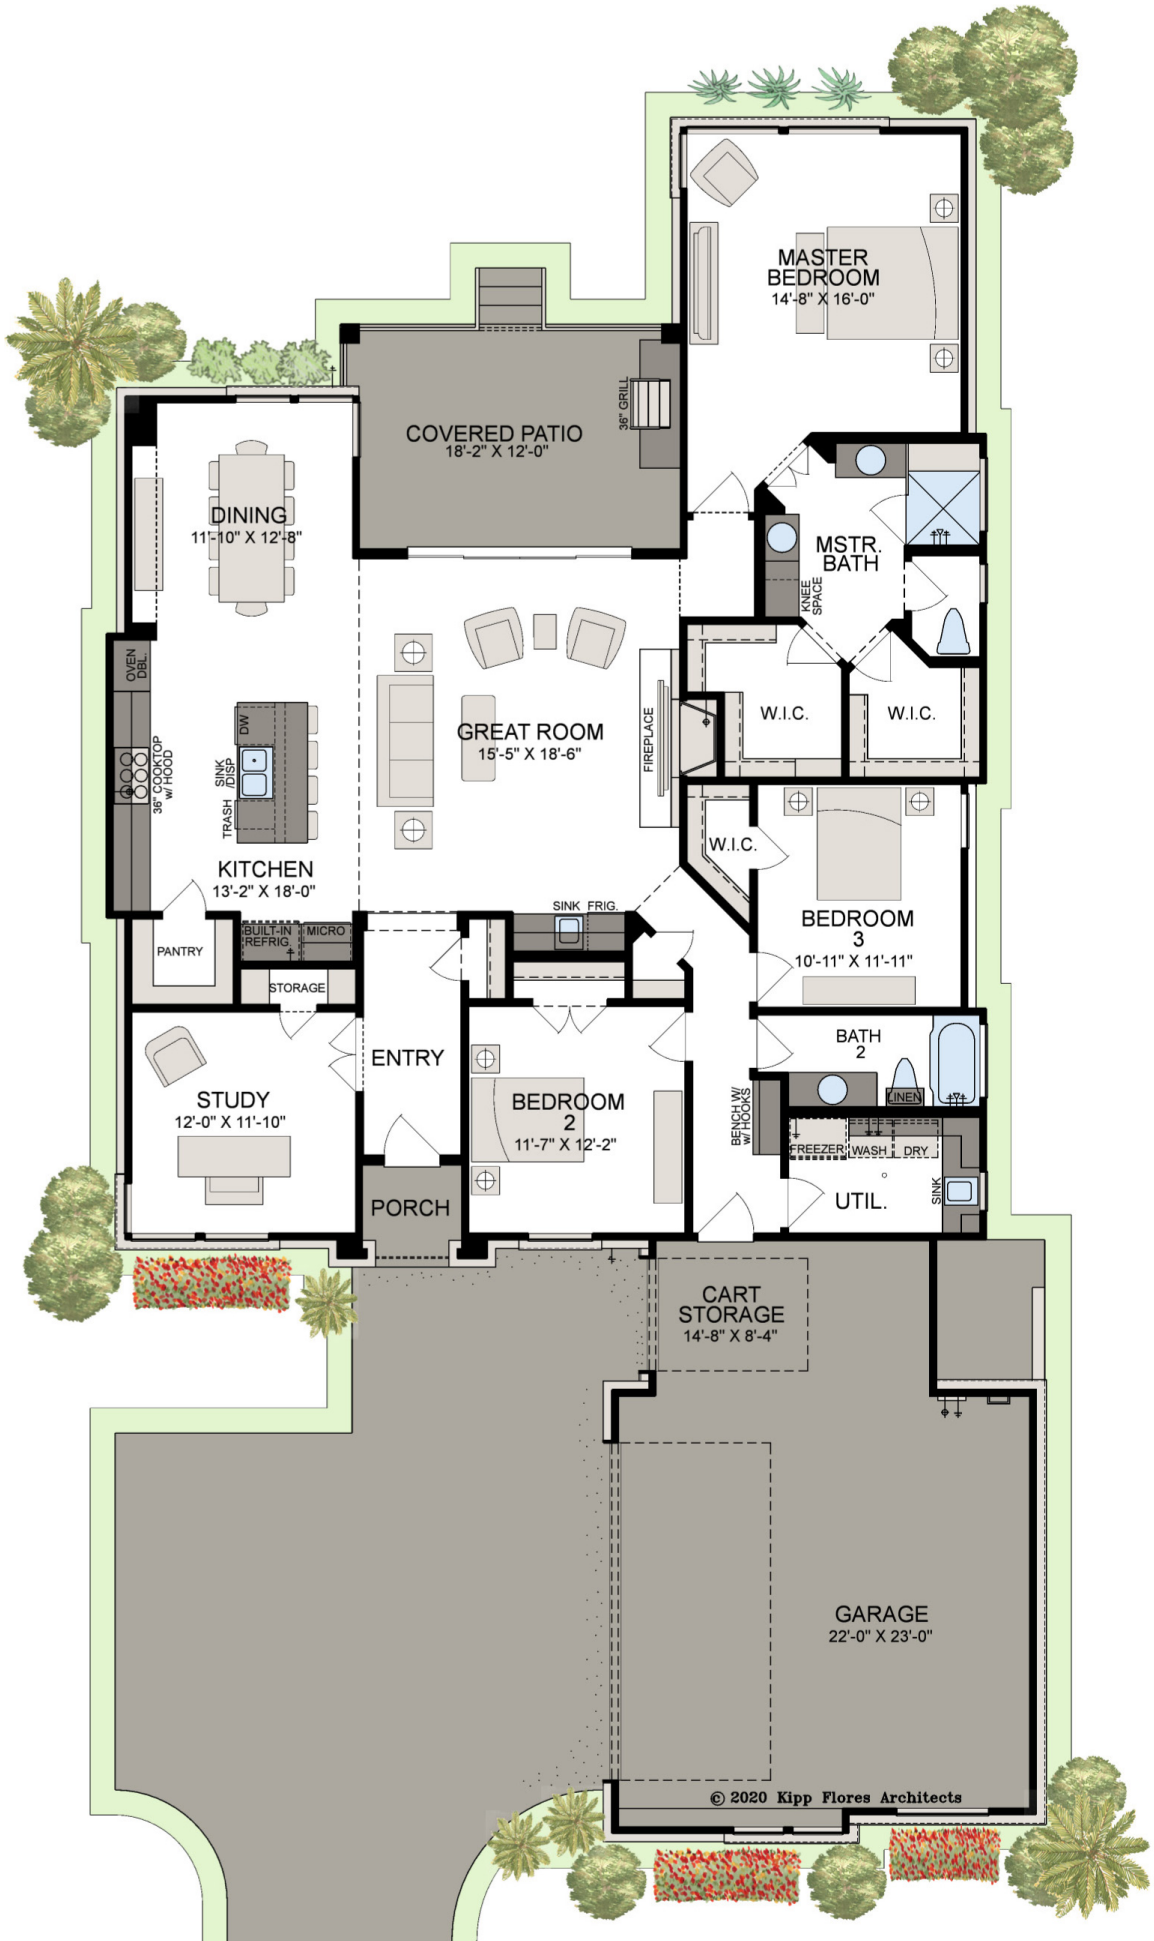 MASTER
BEDROOM
14'-8" X 16'-0"
36" GRILL
COVERED PATIO
18'-2" X 12'-0"
DINING
11'-10" X 12'-8"
MSTR.
BATH
KNEE
SPACE
OVEN
DBL.
DW
SINK
/DISP
TRASH
36" COOKTOP
w/ HOOD
GREAT ROOM
15'-5" X 18'-6"
FIREPLACE
W.I.C.
W.I.C.
KITCHEN
13'-2" X 18'-0"
W.I.C.
SINK FRIG.
BEDROOM
3
10'-11" X 11'-11"
PANTRY
BUILT-IN
REFRIG.
MICRO
STORAGE
ENTRY
BATH
2
LINEN
STUDY
12'-0" X 11'-10"
BEDROOM
2
11'-7" X 12'-2"
BENCH W/
w/ HOOKS
FREEZER
WASH
DRY
SINK
UTIL.
PORCH
CART
STORAGE
14'-8" X 8'-4"
GARAGE
22'-0" X 23'-0"
© 2020 Kipp Flores Architects